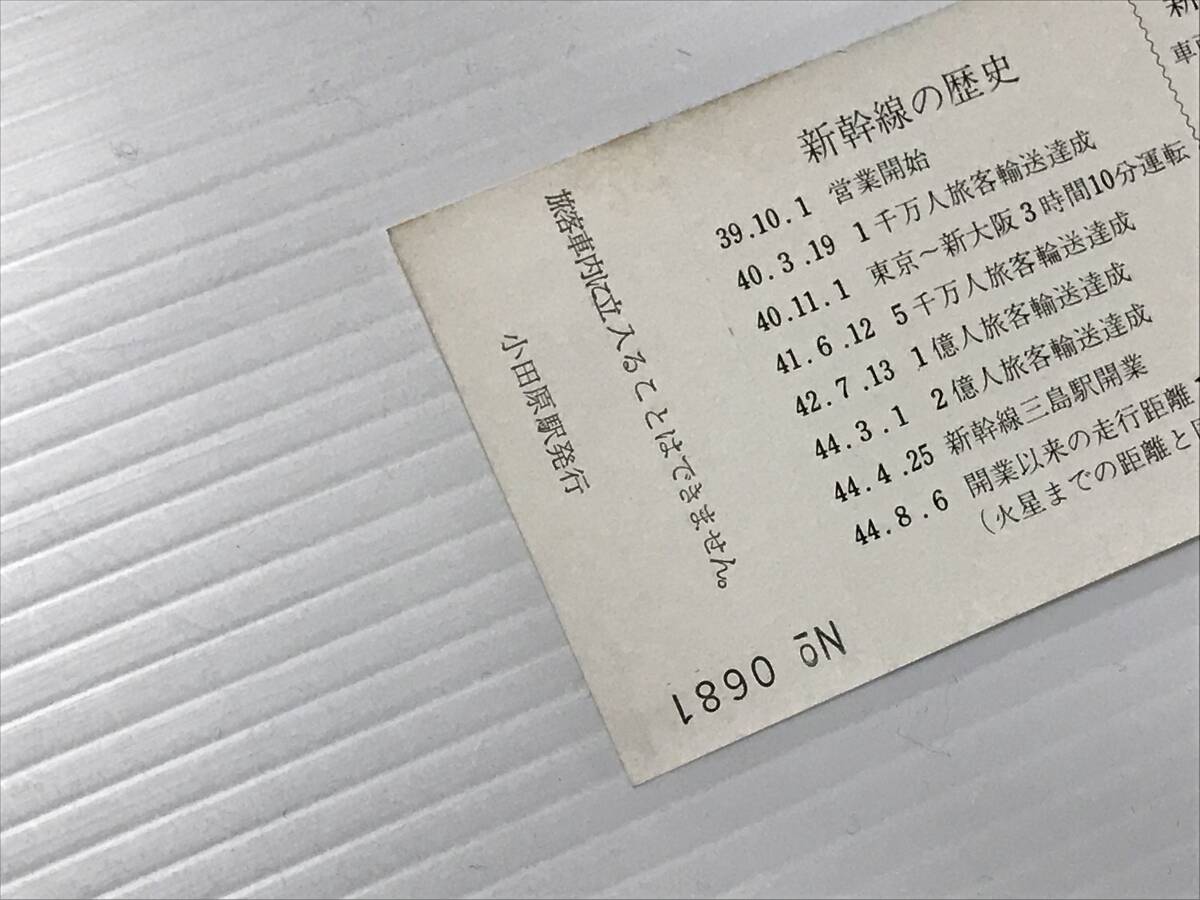 新幹線の歴史
39.10.1 営業開始
40.3.19 1千万人旅客輸送達成
40.11.1 東京～新大阪3時間10分運転
41.6.12 5千万人旅客輸送達成
42.7.13 1億人旅客輸送達成
44.3.1 2億人旅客輸送達成
44.4.25 新幹線三島駅開業
44.8.6 開業以来の走行距離
(火星までの距離と
旅客車内に立入ることはできません。
小田原駅発行
№ 0681
新
車